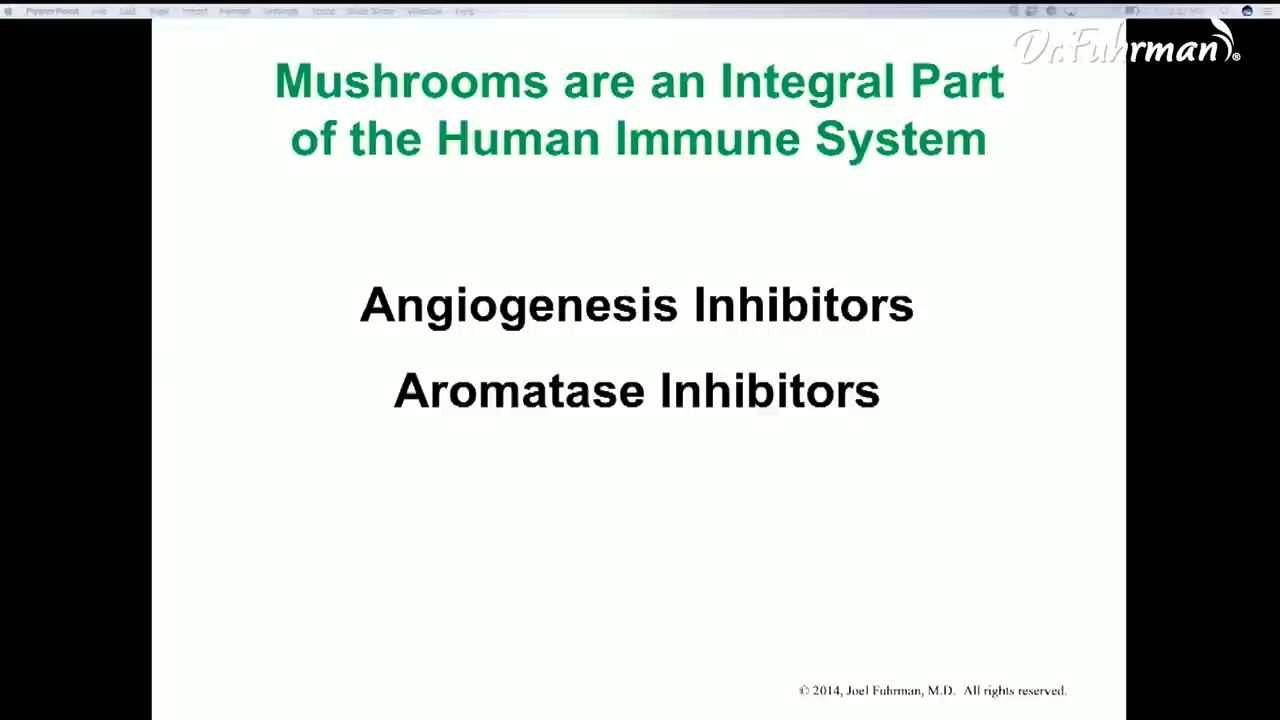 PowerPoint
Dr.Fuhrman®
Mushrooms are an Integral Part
of the Human Immune System
Angiogenesis Inhibitors
Aromatase Inhibitors
© 2014, Joel Fuhrman, M.D. All rights reserved.